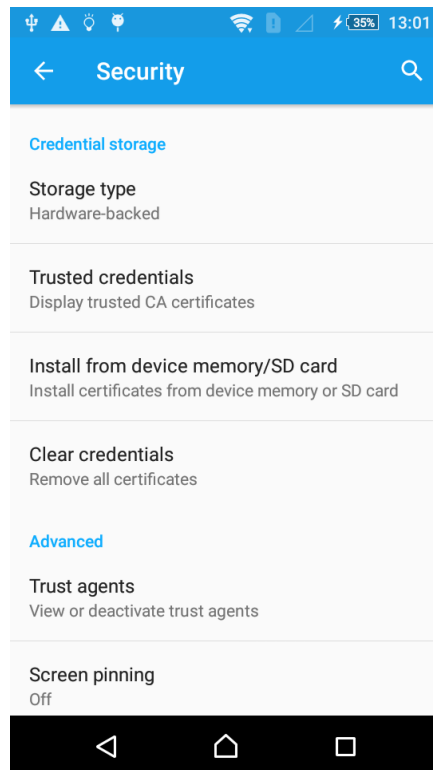 35% 13:01
Security
Credential storage
Storage type
Hardware-backed
Trusted credentials
Display trusted CA certificates
Install from device memory/SD card
Install certificates from device memory or SD card
Clear credentials
Remove all certificates
Advanced
Trust agents
View or deactivate trust agents
Screen pinning
Off